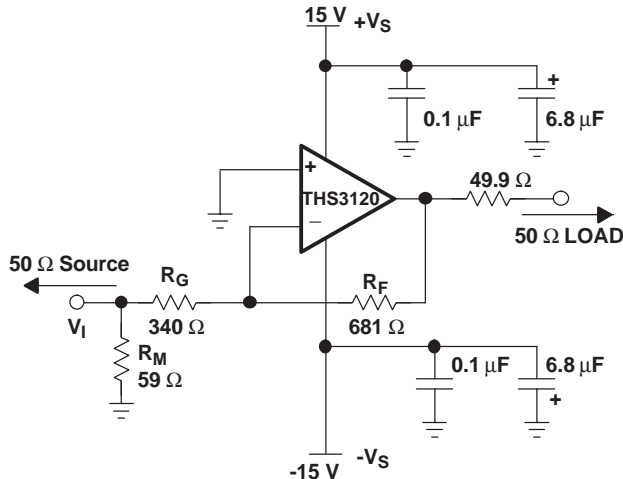 15 V +VS
+
0.1 µF 6.8 µF
+
THS3120
−
49.9 Ω
50 Ω LOAD
50 Ω Source
RG
RF
VI
340 Ω
681 Ω
RM
59 Ω
0.1 µF 6.8 µF
+
-15 V -VS